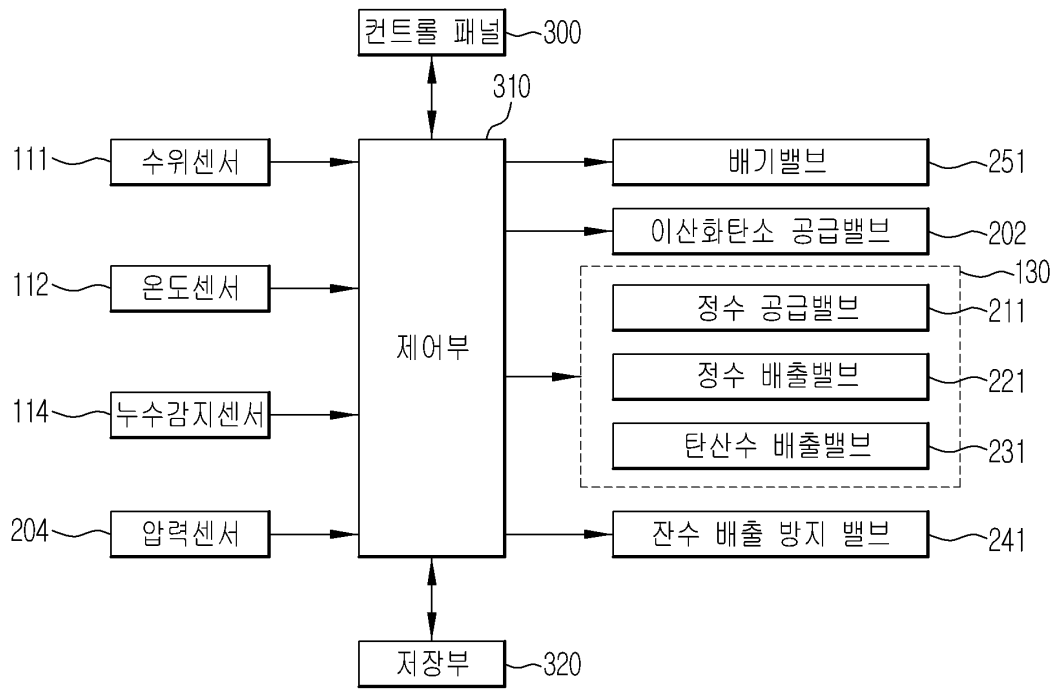 컨트롤 패널
300
310
111
수위센서
배기밸브
251
이산화탄소 공급밸브
202
130
112
온도센서
정수 공급밸브
211
제어부
정수 배출밸브
221
114
누수감지센서
탄산수 배출밸브
231
204
압력센서
잔수 배출 방지 밸브
241
저장부
320